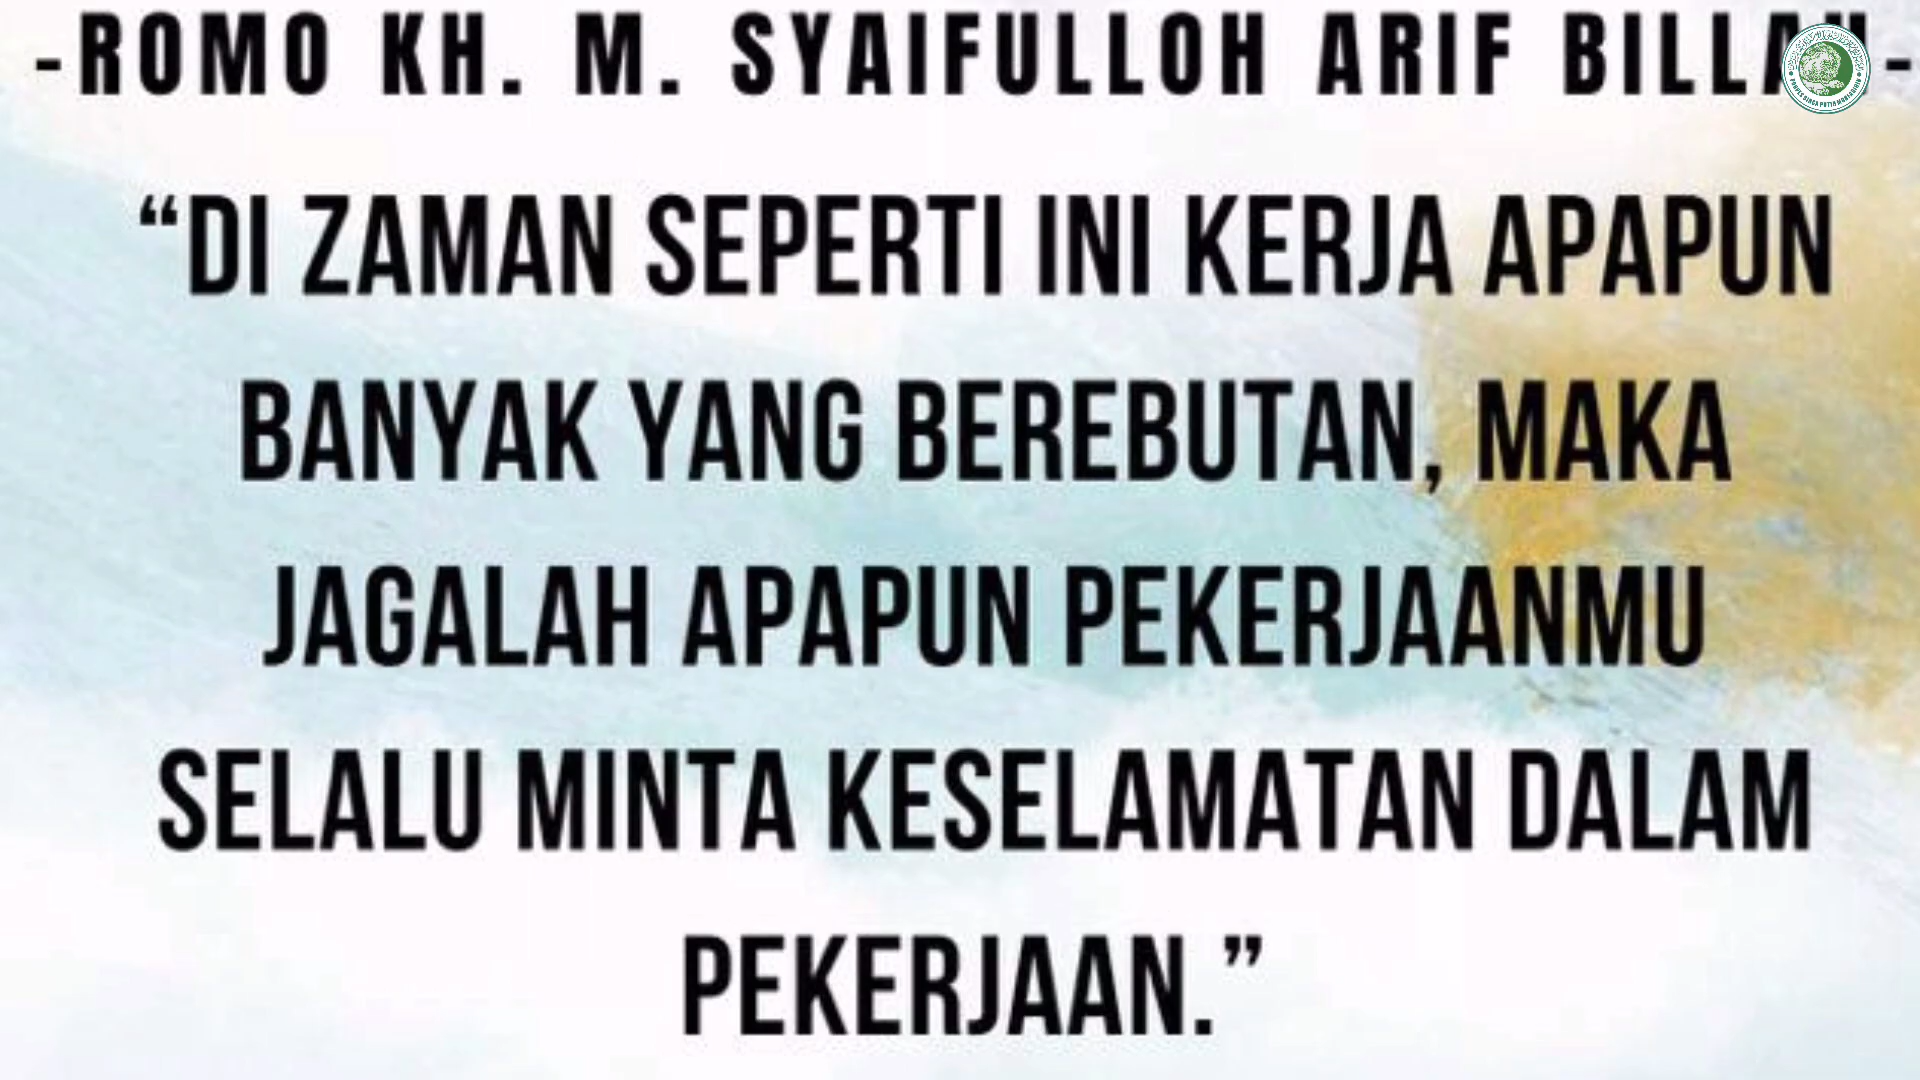 -ROMO KH. M. SYAIFULLOH ARIF BILLAH-
“DI ZAMAN SEPERTI INI KERJA APAPUN
BANYAK YANG BEREBUTAN, MAKA
JAGALAH APAPUN PEKERJAANMU
SELALU MINTA KESELAMATAN DALAM
PEKERJAAN.”